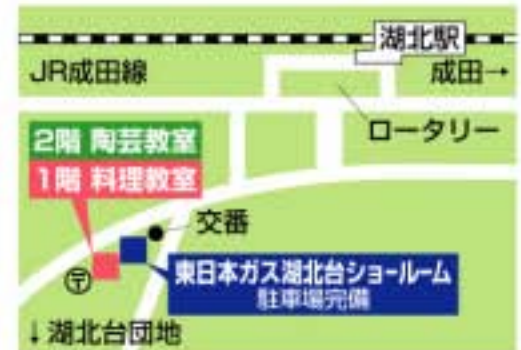 湖北駅
JR成田線
成田→
ロータリー
2階 陶芸教室
1階 料理教室
交番
〒
東日本ガス湖北台ショールーム
駐車場完備
↓湖北台団地